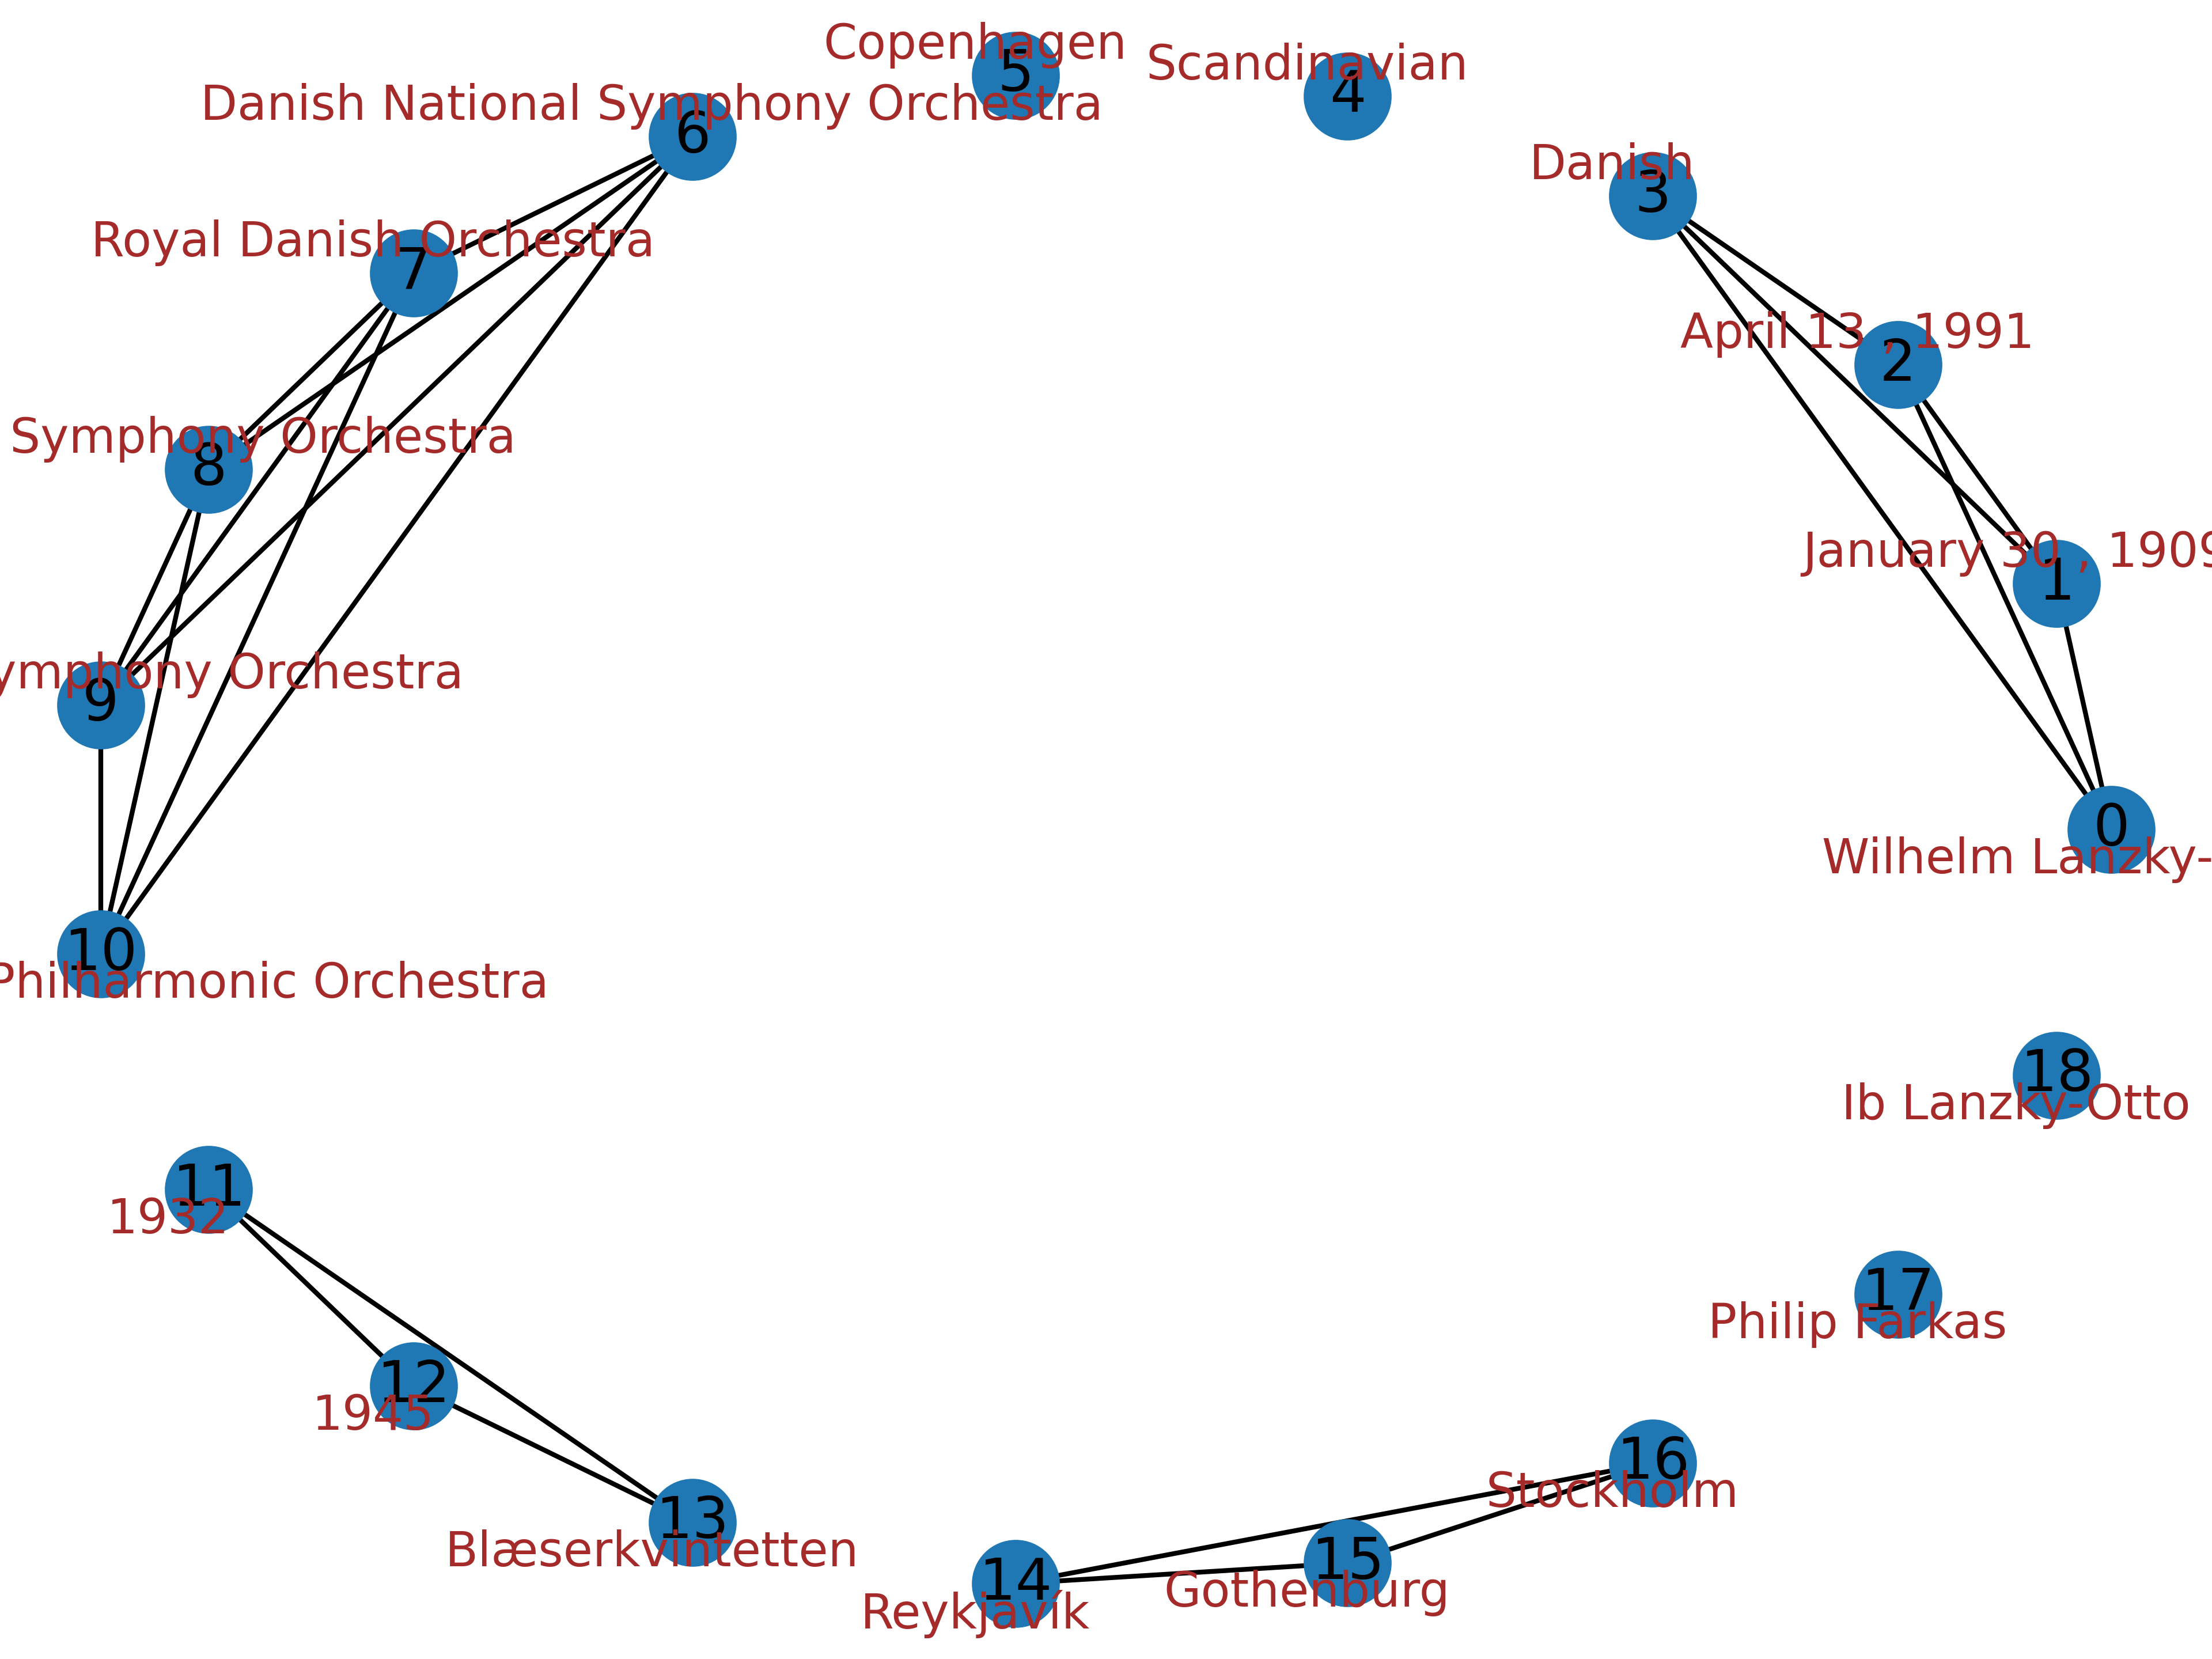 Copenhagen
5
Scandinavian
4
Danish National Symphony Orchestra
6
Danish
3
Royal Danish Orchestra
7
April 13 , 1991
2
Symphony Orchestra
8
January 30 , 1909
1
Symphony Orchestra
9
0
Wilhelm Lanzky-
10
Philharmonic Orchestra
18
Ib Lanzky-Otto
11
1932
17
Philip Farkas
12
1945
16
Stockholm
13
Blæserkvintetten
15
Gothenburg
14
Reykjavík